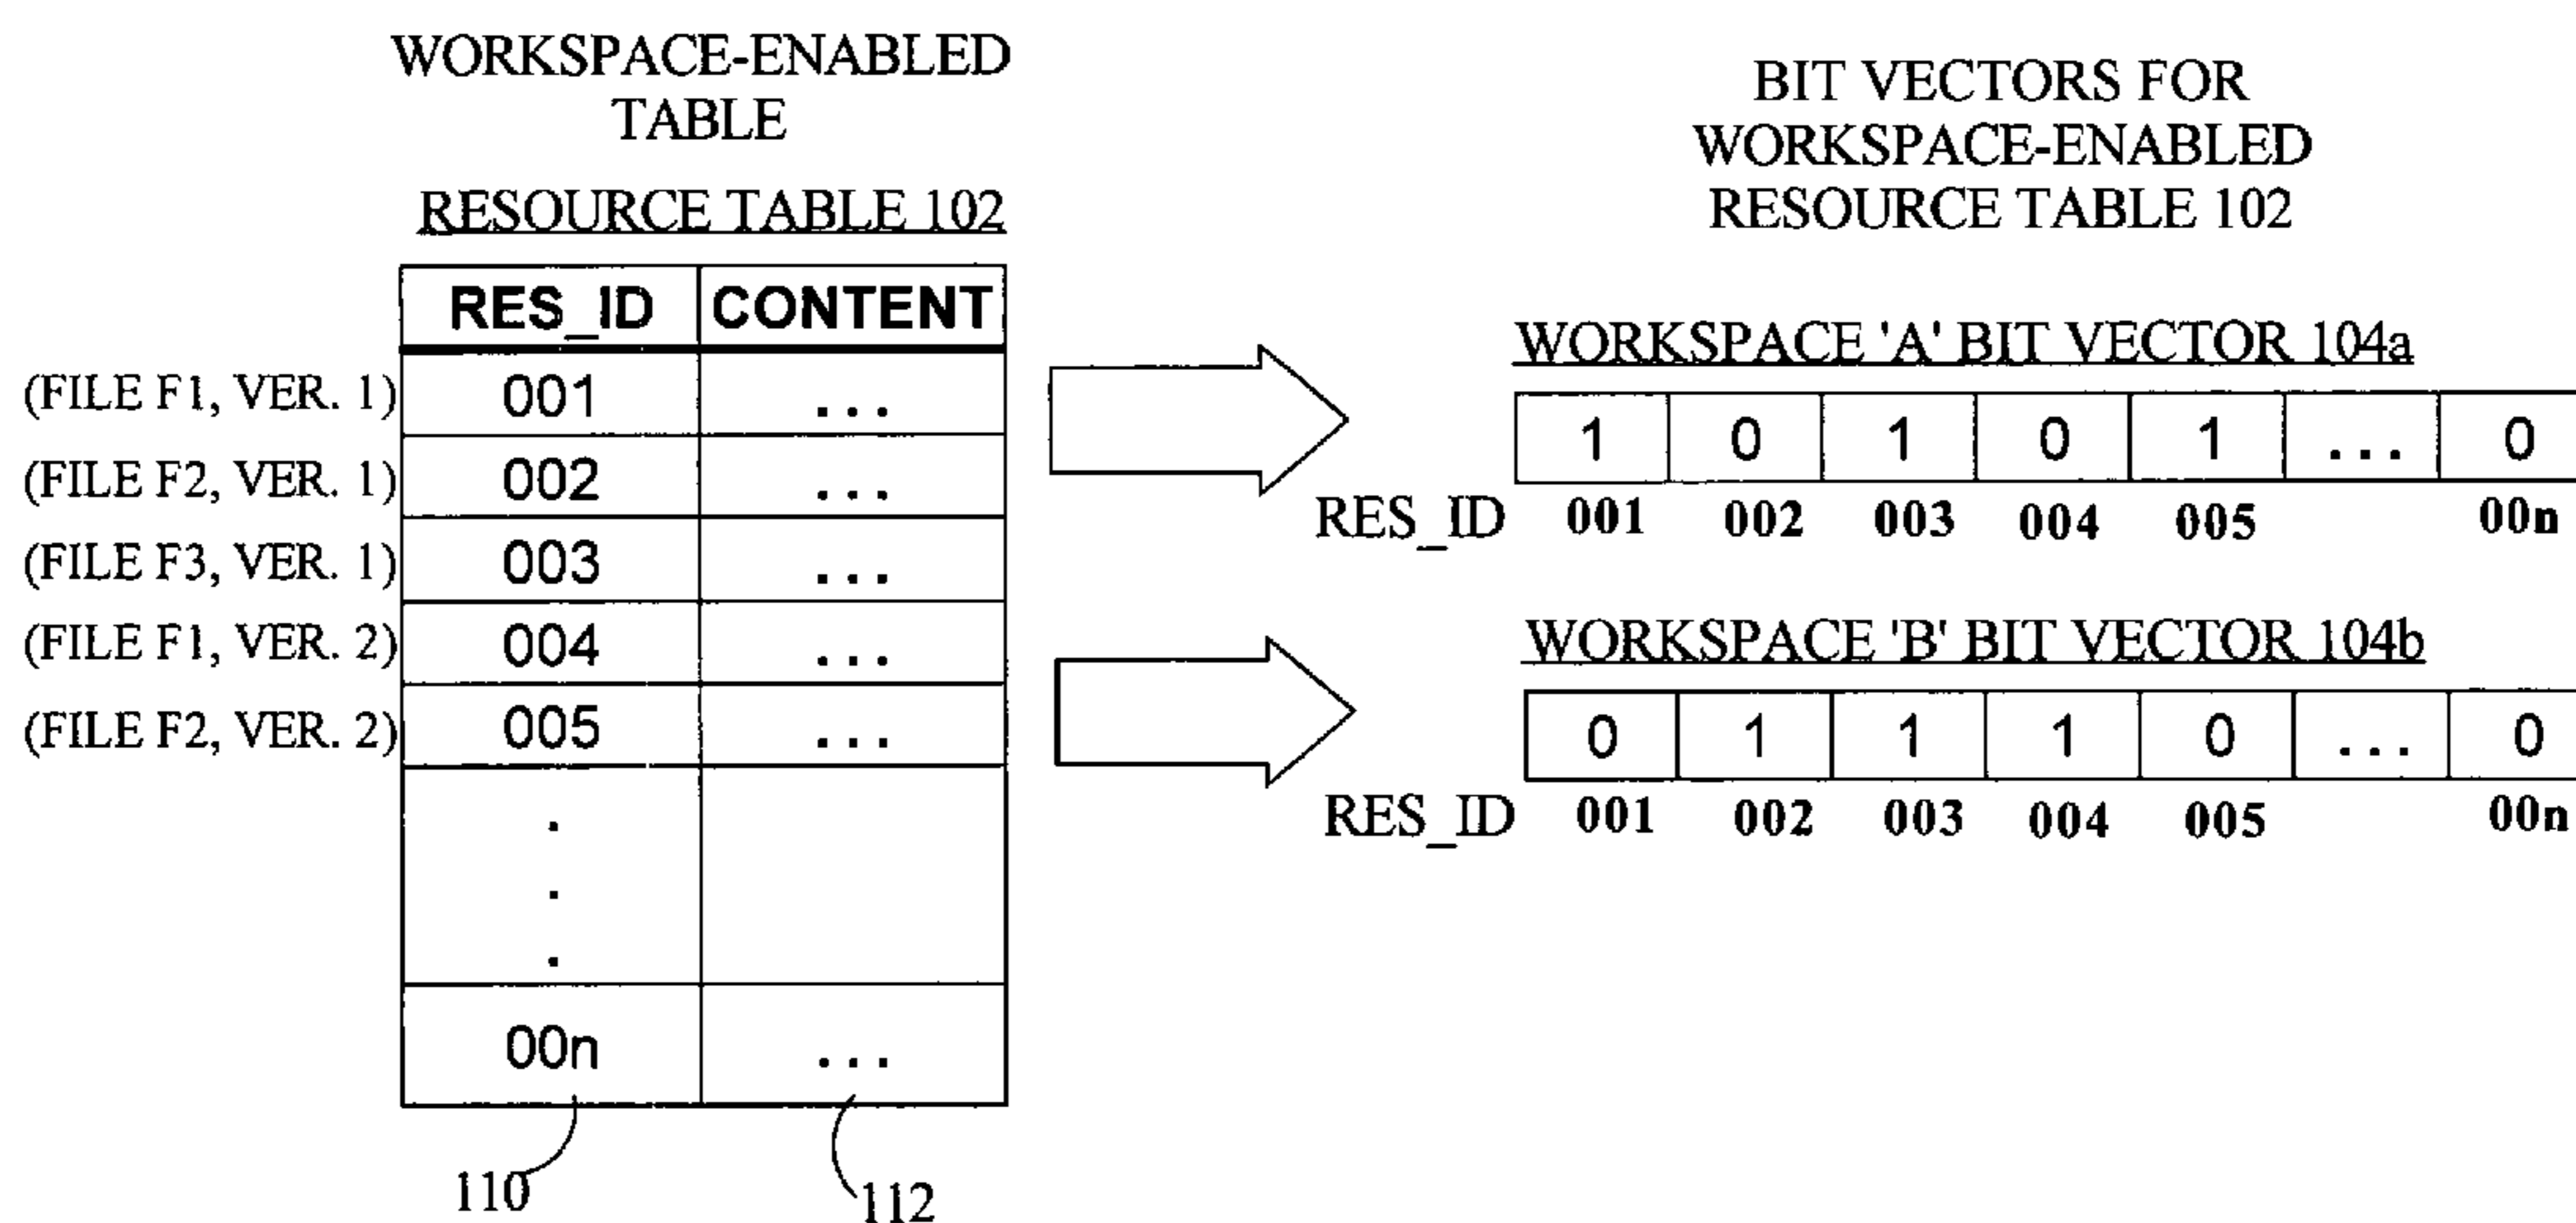 WORKSPACE-ENABLED
TABLE
RESOURCE TABLE 102
RES_ID CONTENT
(FILE F1, VER. 1) 001 ...
(FILE F2, VER. 1) 002 ...
(FILE F3, VER. 1) 003 ...
(FILE F1, VER. 2) 004 ...
(FILE F2, VER. 2) 005 ...
.
.
.
00n ...
110 112
BIT VECTORS FOR
WORKSPACE-ENABLED
RESOURCE TABLE 102
WORKSPACE 'A' BIT VECTOR 104a
1 0 1 0 1 ... 0
RES_ID 001 002 003 004 005 00n
WORKSPACE 'B' BIT VECTOR 104b
0 1 1 1 0 ... 0
RES_ID 001 002 003 004 005 00n